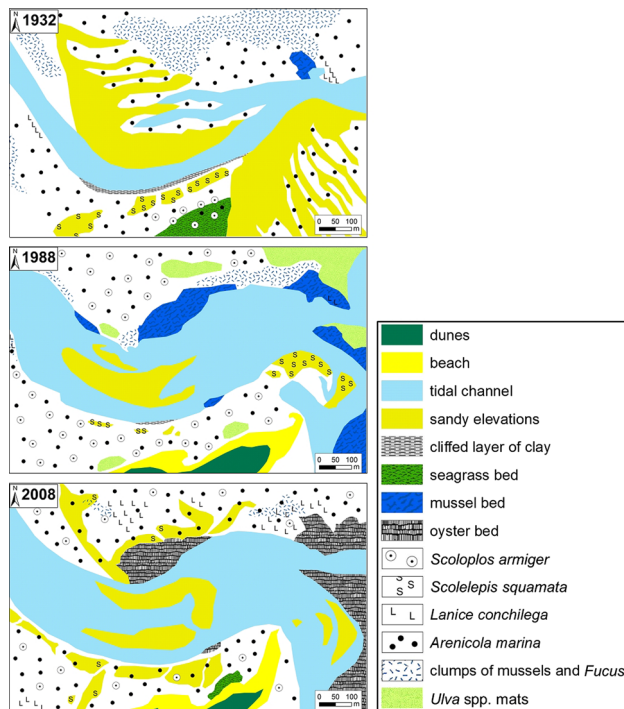 N
1932
0 50 100
m
N
1988
0 50 100
m
N
2008
0 50 100
m
dunes
beach
tidal channel
sandy elevations
cliffed layer of clay
seagrass bed
mussel bed
oyster bed
Scoloplos armiger
S S S Scolelepis squamata
L L Lanice conchilega
Arenicola marina
clumps of mussels and Fucus
Ulva spp. mats